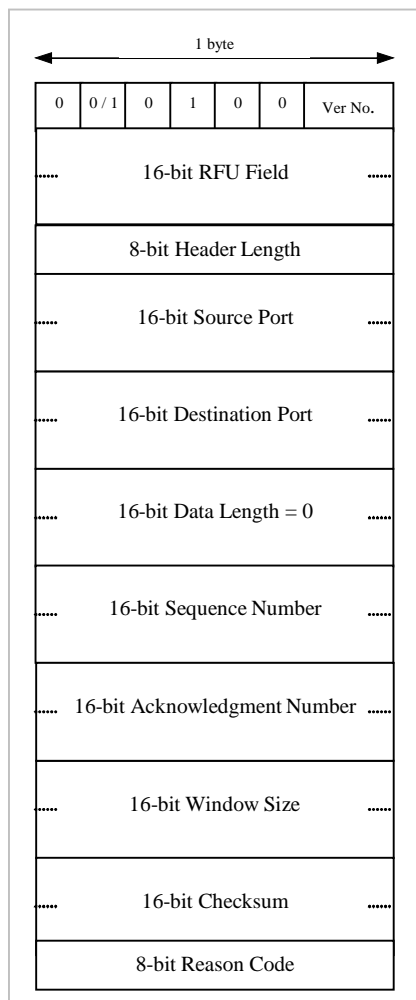 1 byte
0 0 / 1 0 1 0 0 Ver No.
16-bit RFU Field
8-bit Header Length
16-bit Source Port
16-bit Destination Port
16-bit Data Length = 0
16-bit Sequence Number
16-bit Acknowledgment Number
16-bit Window Size
16-bit Checksum
8-bit Reason Code